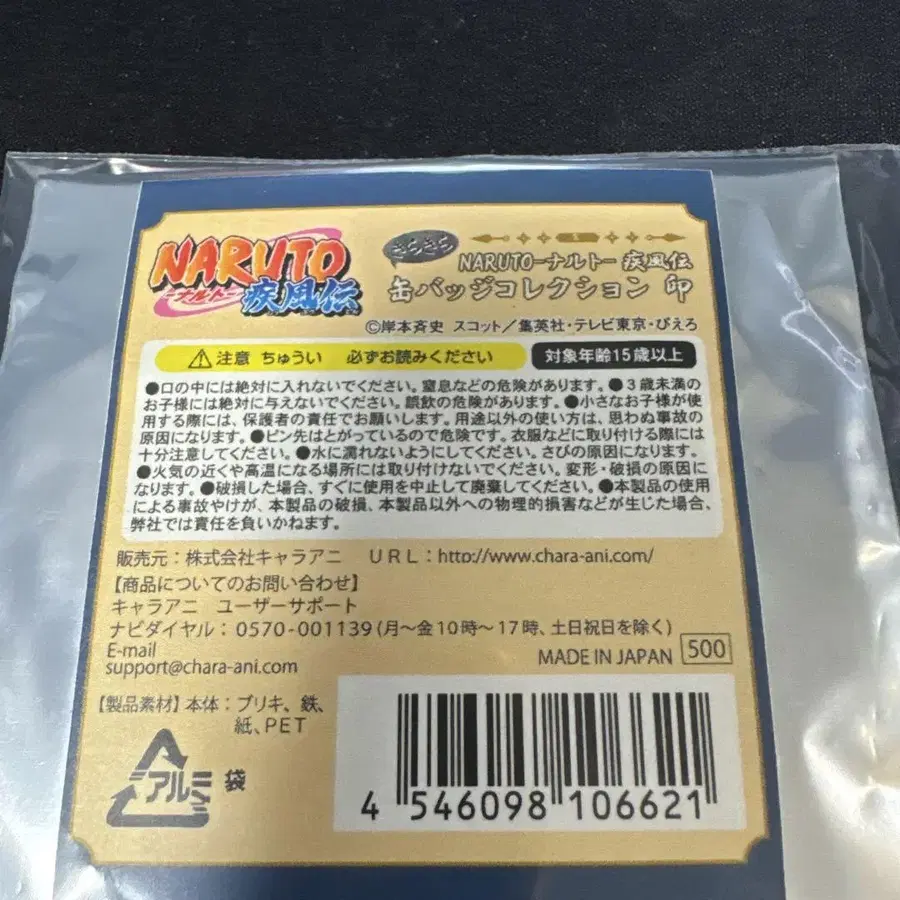 NARUTO
ーナルトー
疾風伝
きらきら
NARUTOーナルトー 疾風伝
缶バッジコレクション 印
©岸本斉史 スコット／集英社・テレビ東京・ぴえろ
注意 ちゅうい 必ずお読みください
対象年齢15歳以上
●口の中には絶対に入れないでください。窒息などの危険があります。●3歳未満の
お子様には絶対に与えないでください。誤飲の危険があります。●小さなお子様が使
用する際には、保護者の責任でお願いします。用途以外の使い方は、思わぬ事故の
原因になります。●ピン先はとがっているので危険です。衣服などに取り付ける際には
十分注意してください。●水に濡れないようにしてください。さびの原因になります。
●火気の近くや高温になる場所には取り付けないでください。変形・破損の原因に
なります。●破損した場合、すぐに使用を中止して廃棄してください。●本製品の使用
による事故やけが、本製品の破損、本製品以外への物理的損害などが生じた場合、
弊社では責任を負いかねます。
販売元：株式会社キャラアニ URL：http://www.chara-ani.com/
【商品についてのお問い合わせ】
キャラアニ ユーザーサポート
ナビダイヤル：0570-001139(月～金10時～17時、土日祝日を除く)
E-mail
support@chara-ani.com
MADE IN JAPAN 500
【製品素材】本体：ブリキ、鉄、
紙、PET
アルミ 袋
4 546098 106621